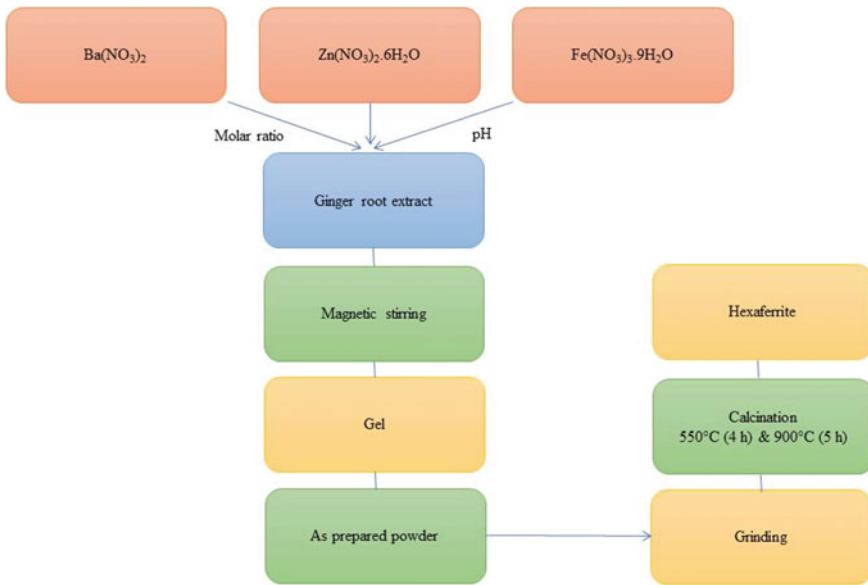 Ba(NO₃)₂
Zn(NO₃)₂.6H₂O
Fe(NO₃)₃.9H₂O
Molar ratio
pH
Ginger root extract
Magnetic stirring
Gel
As prepared powder
Hexaferrite
Calcination
550°C (4 h) & 900°C (5 h)
Grinding